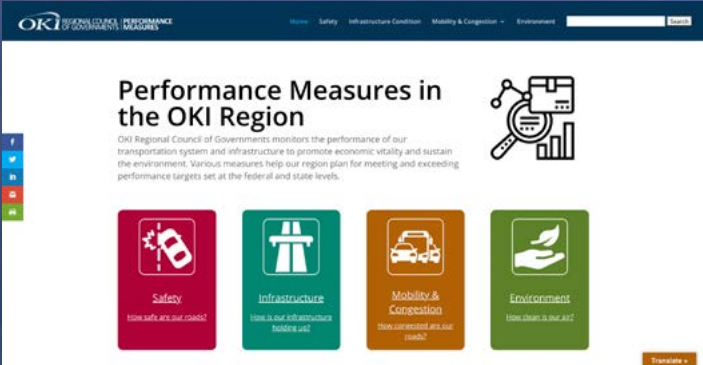 OKI REGIONAL COUNCIL OF GOVERNMENTS | PERFORMANCE MEASURES
Home Safety Infrastructure Condition Mobility & Congestion Environment Search
Performance Measures in
the OKI Region
OKI Regional Council of Governments monitors the performance of our
transportation system and infrastructure to promote economic vitality and sustain
the environment. Various measures help our region plan for meeting and exceeding
performance targets set at the federal and state levels.
Safety
How safe are our roads?
Infrastructure
How is our infrastructure
holding up?
Mobility &
Congestion
How congested are our
roads?
Environment
How clean is our air?
Translate »